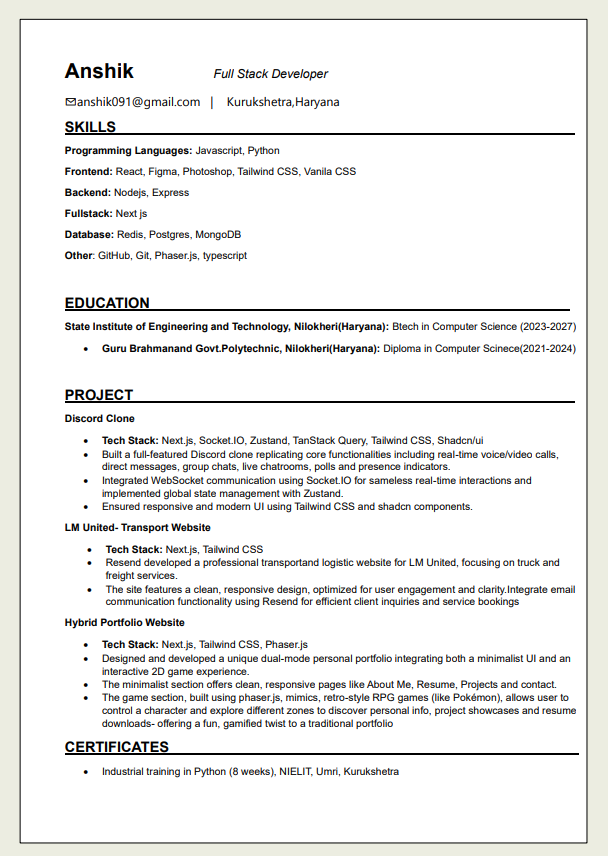 Anshik Full Stack Developer
anshik091@gmail.com | Kurukshetra,Haryana
SKILLS
Programming Languages: Javascript, Python
Frontend: React, Figma, Photoshop, Tailwind CSS, Vanila CSS
Backend: Nodejs, Express
Fullstack: Next js
Database: Redis, Postgres, MongoDB
Other: GitHub, Git, Phaser.js, typescript
EDUCATION
State Institute of Engineering and Technology, Nilokheri(Haryana): Btech in Computer Science (2023-2027)
• Guru Brahmanand Govt.Polytechnic, Nilokheri(Haryana): Diploma in Computer Scinece(2021-2024)
PROJECT
Discord Clone
• Tech Stack: Next.js, Socket.IO, Zustand, TanStack Query, Tailwind CSS, Shadcn/ui
• Built a full-featured Discord clone replicating core functionalities including real-time voice/video calls,
direct messages, group chats, live chatrooms, polls and presence indicators.
• Integrated WebSocket communication using Socket.IO for sameless real-time interactions and
implemented global state management with Zustand.
• Ensured responsive and modern UI using Tailwind CSS and shadcn components.
LM United- Transport Website
• Tech Stack: Next.js, Tailwind CSS
• Resend developed a professional transportand logistic website for LM United, focusing on truck and
freight services.
• The site features a clean, responsive design, optimized for user engagement and clarity.Integrate email
communication functionality using Resend for efficient client inquiries and service bookings
Hybrid Portfolio Website
• Tech Stack: Next.js, Tailwind CSS, Phaser.js
• Designed and developed a unique dual-mode personal portfolio integrating both a minimalist UI and an
interactive 2D game experience.
• The minimalist section offers clean, responsive pages like About Me, Resume, Projects and contact.
• The game section, built using phaser.js, mimics, retro-style RPG games (like Pokémon), allows user to
control a character and explore different zones to discover personal info, project showcases and resume
downloads- offering a fun, gamified twist to a traditional portfolio
CERTIFICATES
• Industrial training in Python (8 weeks), NIELIT, Umri, Kurukshetra